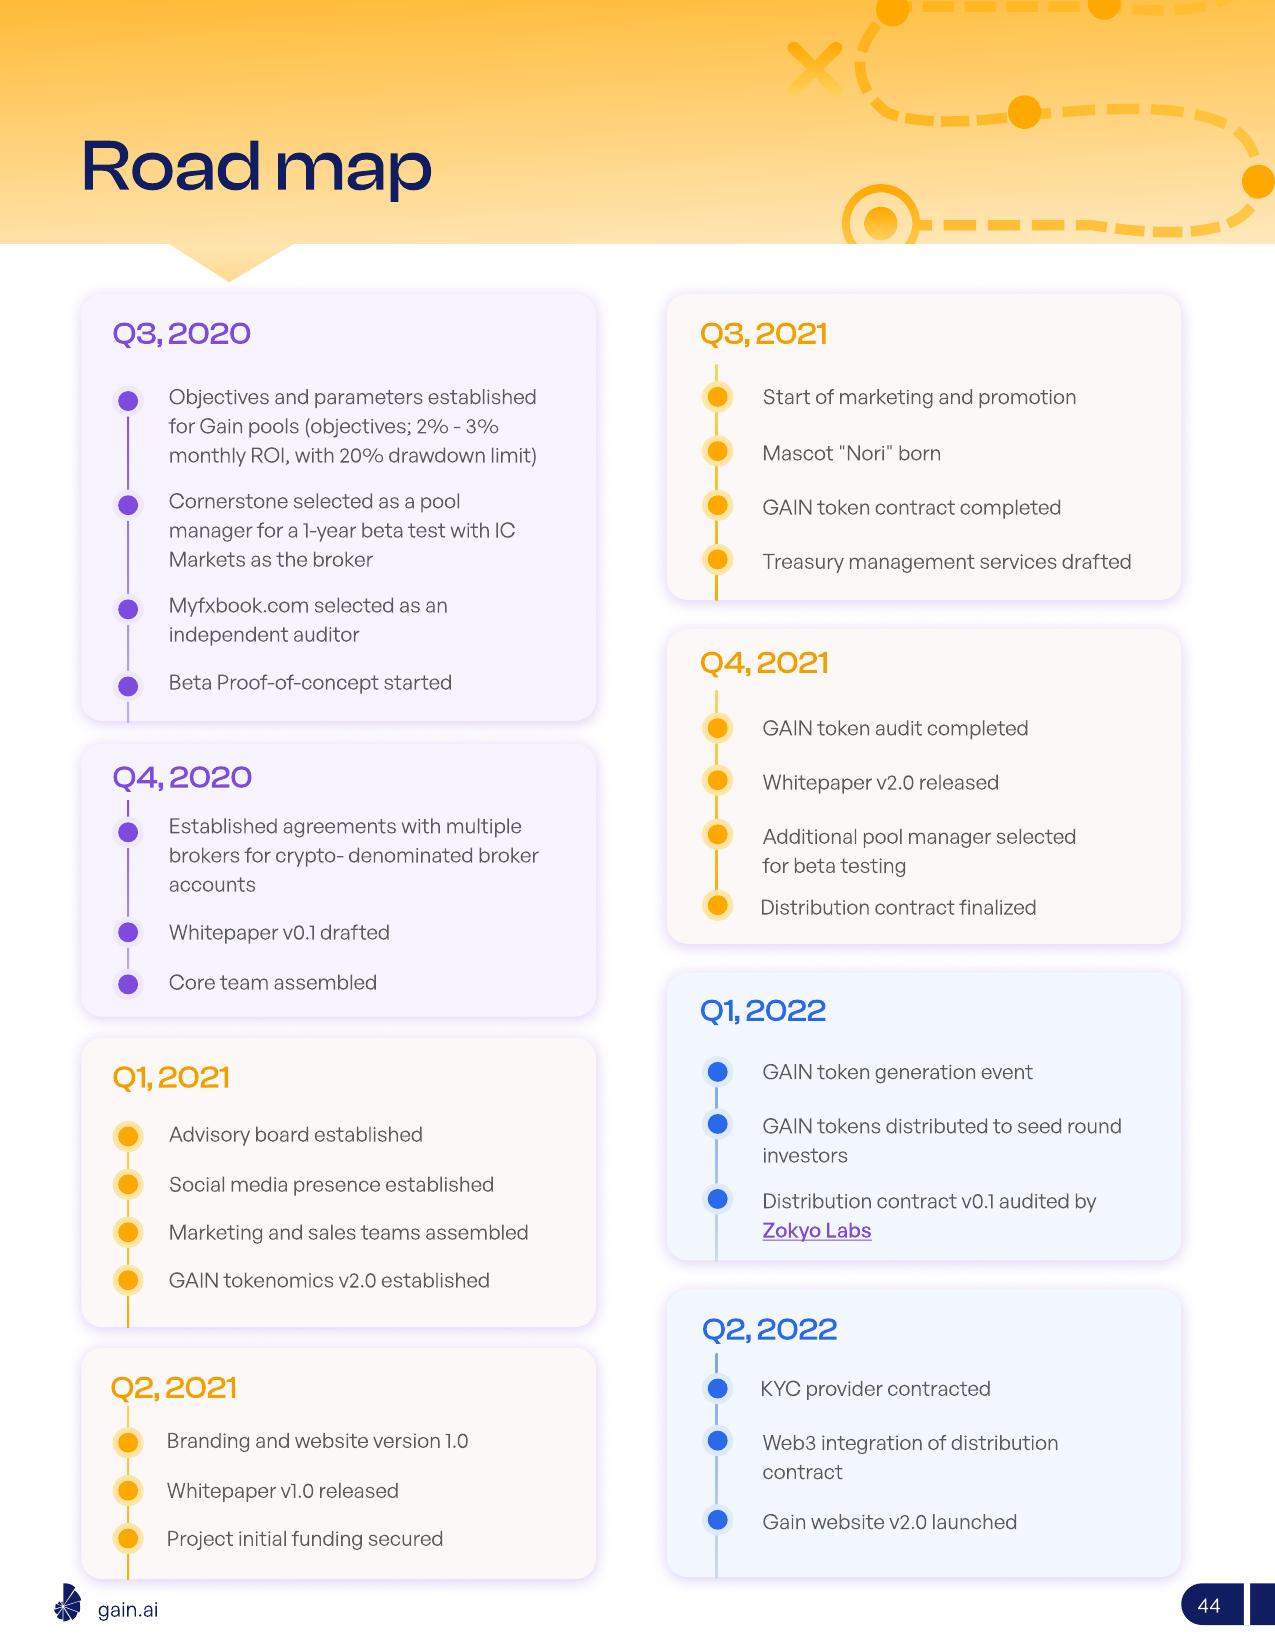 Road map
Q3, 2020
Objectives and parameters established
for Gain pools (objectives; 2% - 3%
monthly ROI, with 20% drawdown limit)
Cornerstone selected as a pool
manager for a 1-year beta test with IC
Markets as the broker
Myfxbook.com selected as an
independent auditor
Beta Proof-of-concept started
Q4, 2020
Established agreements with multiple
brokers for crypto- denominated broker
accounts
Whitepaper v0.1 drafted
Core team assembled
Q1, 2021
Advisory board established
Social media presence established
Marketing and sales teams assembled
GAIN tokenomics v2.0 established
Q2, 2021
Branding and website version 1.0
Whitepaper v1.0 released
Project initial funding secured
Q3, 2021
Start of marketing and promotion
Mascot "Nori" born
GAIN token contract completed
Treasury management services drafted
Q4, 2021
GAIN token audit completed
Whitepaper v2.0 released
Additional pool manager selected
for beta testing
Distribution contract finalized
Q1, 2022
GAIN token generation event
GAIN tokens distributed to seed round
investors
Distribution contract v0.1 audited by
Zokyo Labs
Q2, 2022
KYC provider contracted
Web3 integration of distribution
contract
Gain website v2.0 launched
gain.ai
44